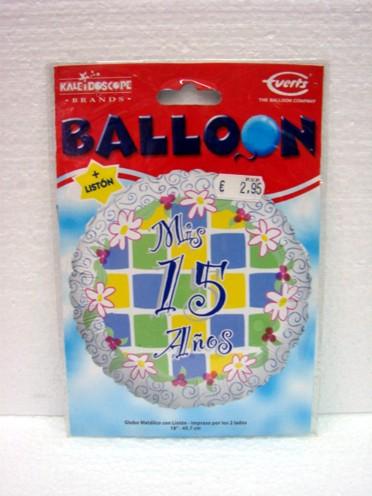 KALEIDOSCOPE
BRANDS
everts
THE BALLOON COMPANY
BALLOON
+
LISTÓN
P.V.P.
€ 2.95
Mis
15
Años
Globo Metálico con Listón - Impreso por los 2 lados
18" - 45,7 cm